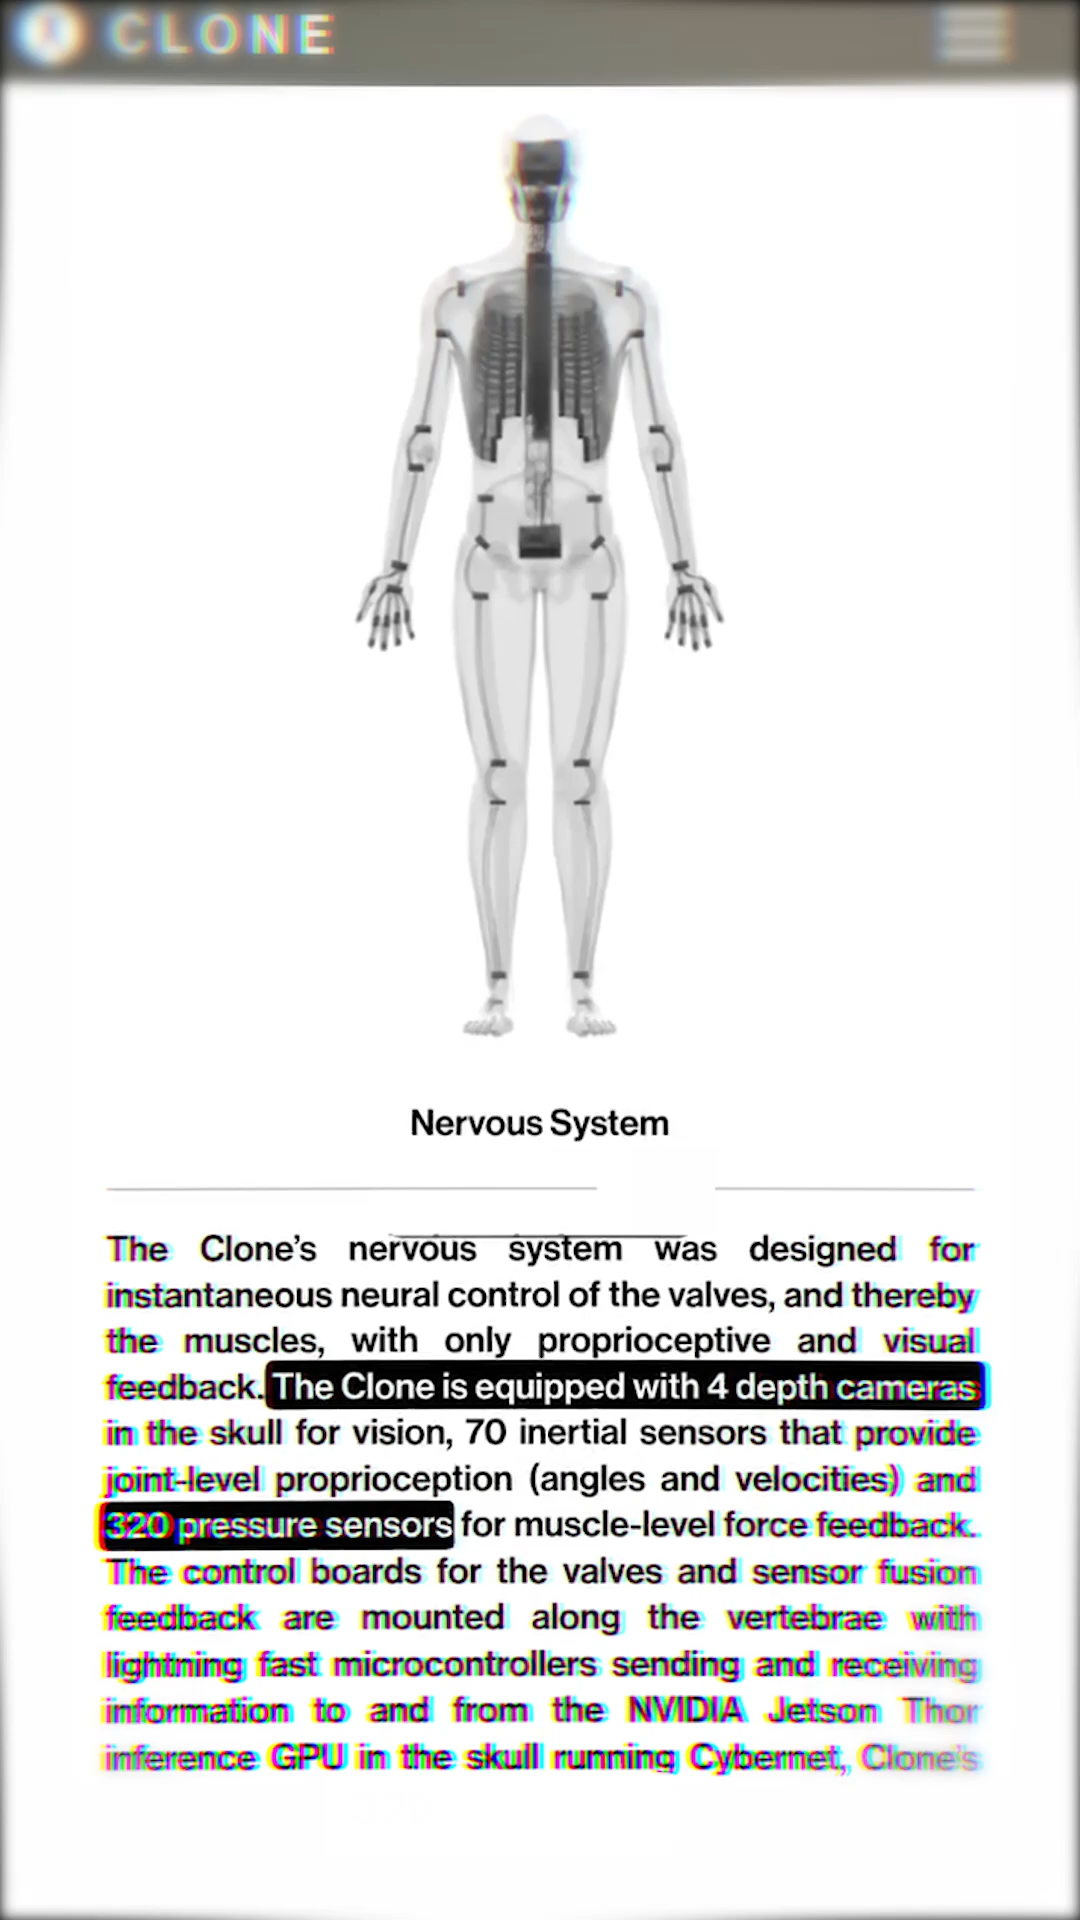 CLONE
Nervous System
The Clone’s nervous system was designed for
instantaneous neural control of the valves, and thereby
the muscles, with only proprioceptive and visual
feedback. The Clone is equipped with 4 depth cameras
in the skull for vision, 70 inertial sensors that provide
joint-level proprioception (angles and velocities) and
320 pressure sensors for muscle-level force feedback.
The control boards for the valves and sensor fusion
feedback are mounted along the vertebrae with
lightning fast microcontrollers sending and receiving
information to and from the NVIDIA Jetson Thor
inference GPU in the skull running Cybernet, Clone’s